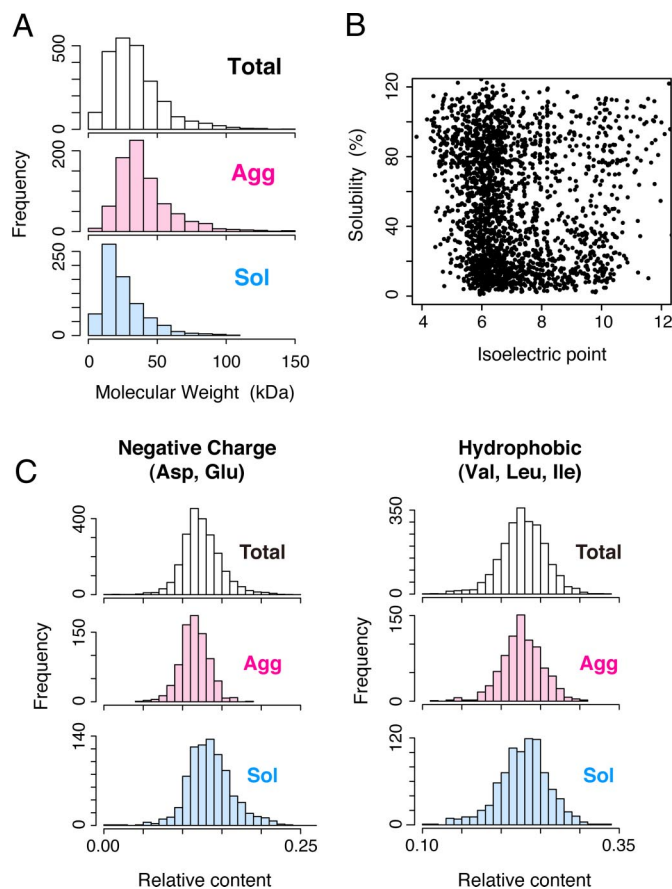 A
500
0
Total
200
0
Agg
250
0
Sol
Frequency
0
50
100
150
Molecular Weight (kDa)
B
120
80
40
0
Solubility (%)
4
6
8
10
12
Isoelectric point
C
Negative Charge
(Asp, Glu)
400
0
Total
150
0
Agg
140
0
Sol
Frequency
0.00
0.25
Relative content
Hydrophobic
(Val, Leu, Ile)
350
0
Total
150
0
Agg
120
0
Sol
Frequency
0.10
0.35
Relative content